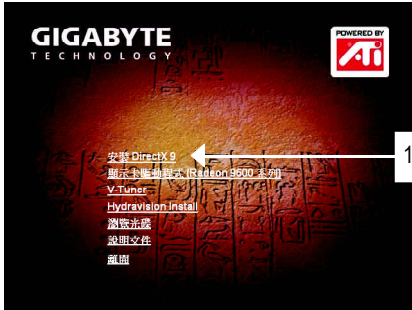 GIGABYTE
TECHNOLOGY
POWERED BY
ATi
安裝 DirectX 9
1
顯示卡驅動程式 (Radeon 9600 系列)
V-Tuner
Hydravision Install
瀏覽光碟
說明文件
離開